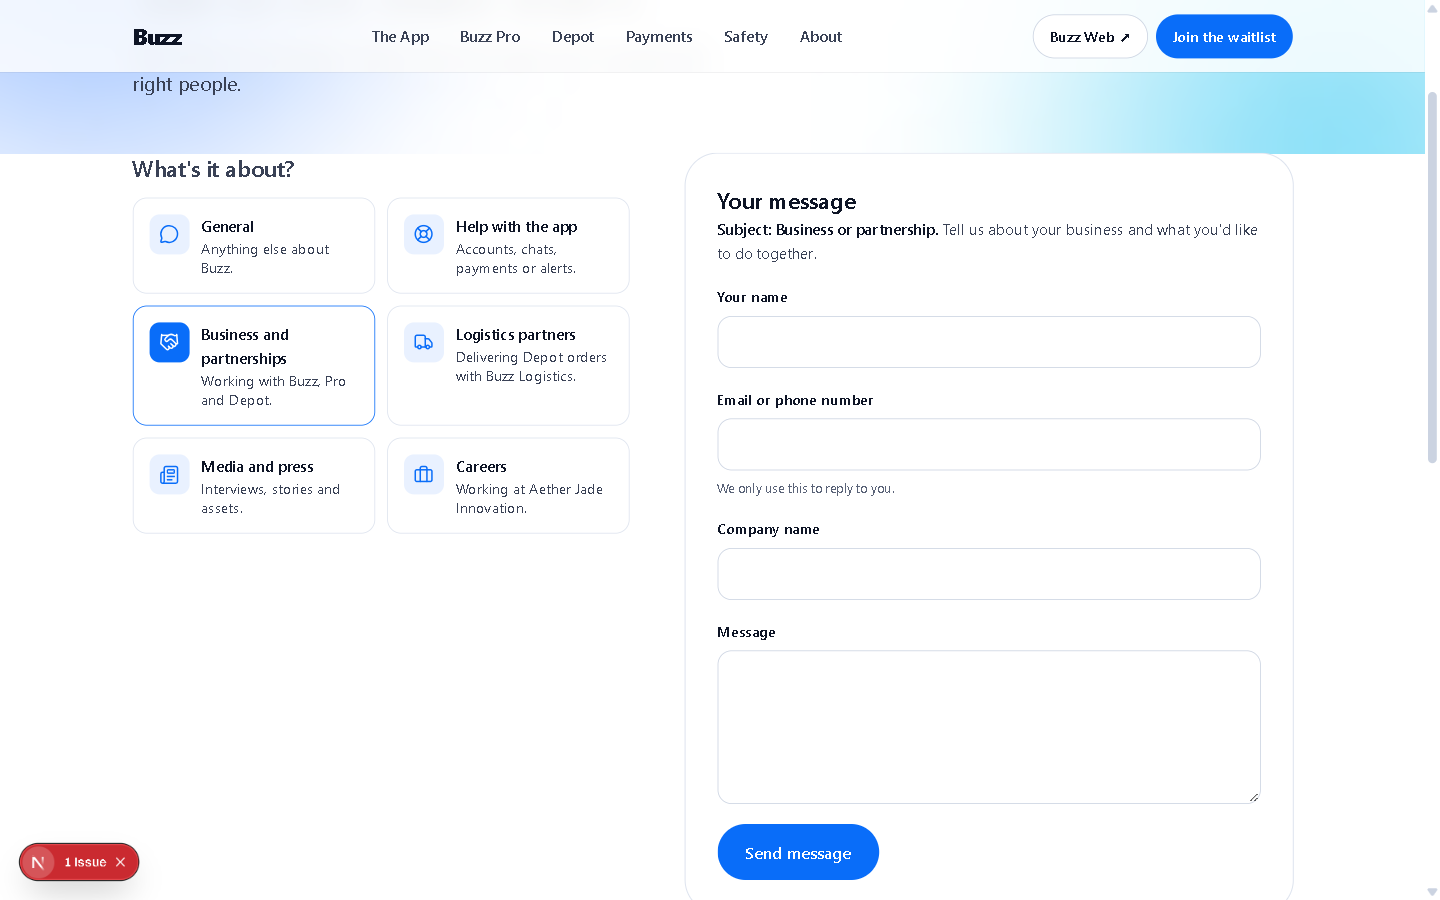 Buzz
The App
Buzz Pro
Depot
Payments
Safety
About
Buzz Web ↗
Join the waitlist
right people.
What's it about?
General
Anything else about
Buzz.
Help with the app
Accounts, chats,
payments or alerts.
Business and
partnerships
Working with Buzz, Pro
and Depot.
Logistics partners
Delivering Depot orders
with Buzz Logistics.
Media and press
Interviews, stories and
assets.
Careers
Working at Aether Jade
Innovation.
Your message
Subject: Business or partnership. Tell us about your business and what you'd like
to do together.
Your name
Email or phone number
We only use this to reply to you.
Company name
Message
Send message
N
1 Issue